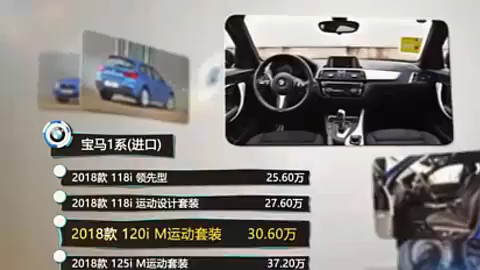 宝马1系(进口)
2018款 118i 领先型 25.60万
2018款 118i 运动设计套装 27.60万
2018款 120i M运动套装 30.60万
2018款 125i M运动套装 37.20万